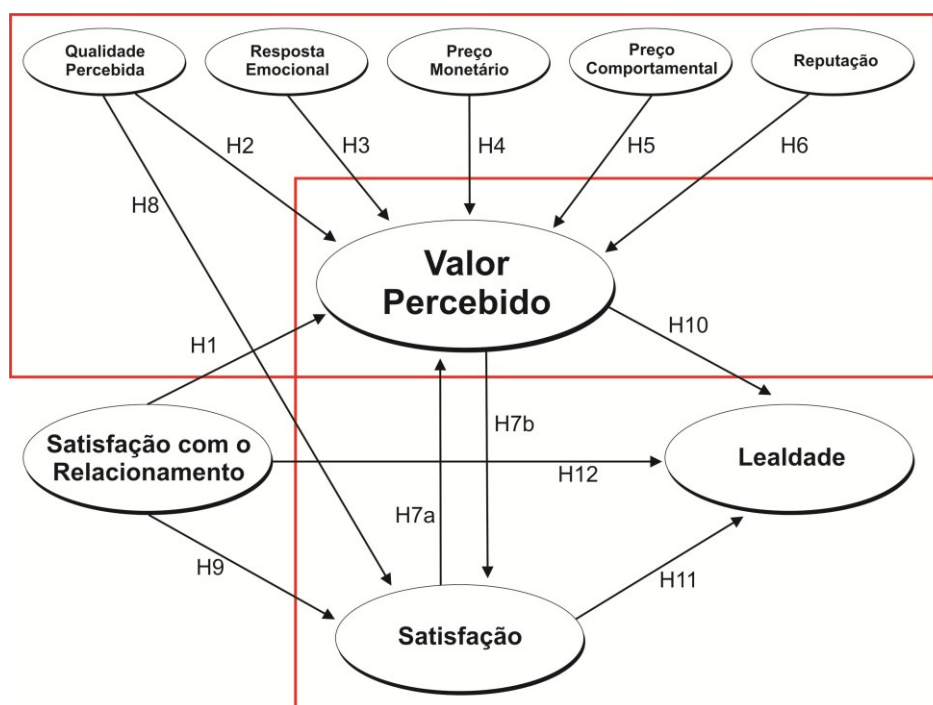 Qualidade
Percebida
Resposta
Emocional
Preço
Monetário
Preço
Comportamental
Reputação
H2
H3
H4
H5
H6
H8
Valor
Percebido
H1
H10
Satisfação com o
Relacionamento
H7b
Lealdade
H12
H7a
H9
H11
Satisfação